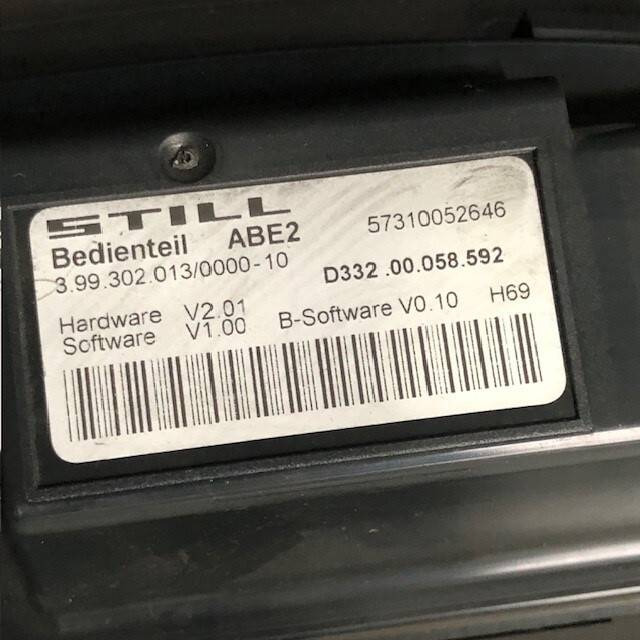 STILL
Bedienteil ABE2 57310052646
3.99.302.013/0000-10 D332 .00.058.592
Hardware V2.01
Software V1.00 B-Software V0.10 H69